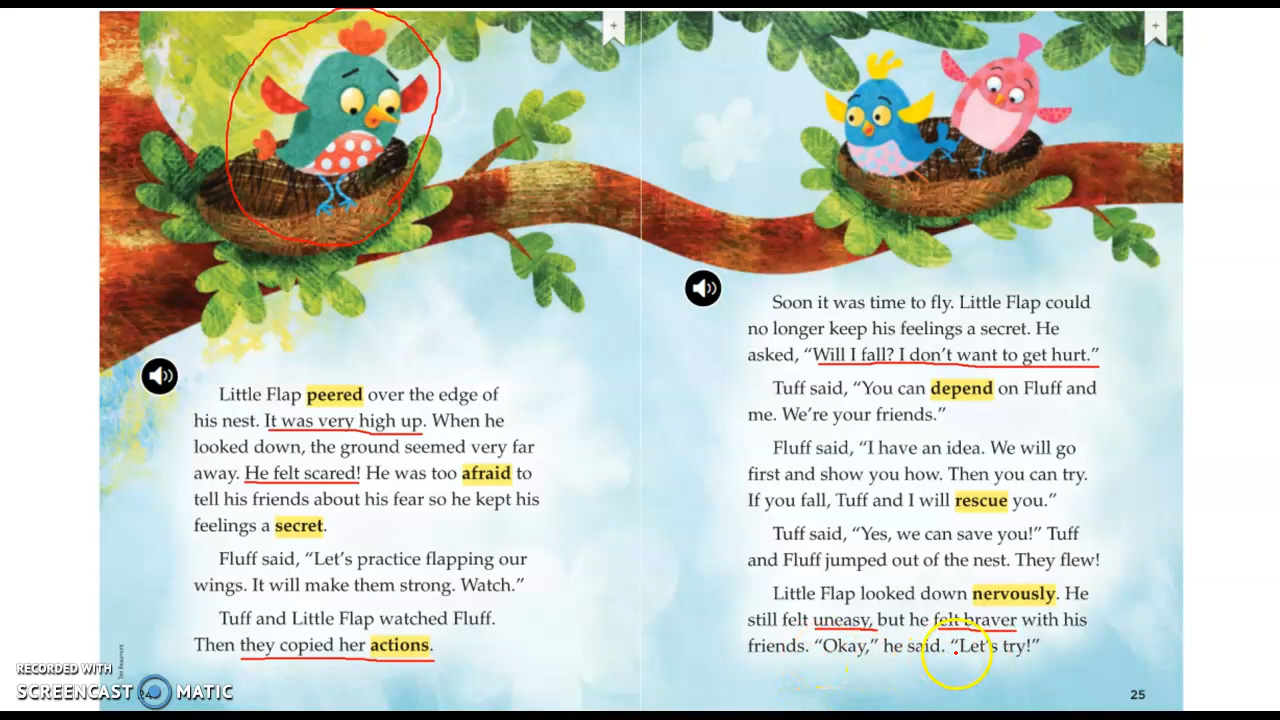 Little Flap peered over the edge of
his nest. It was very high up. When he
looked down, the ground seemed very far
away. He felt scared! He was too afraid to
tell his friends about his fear so he kept his
feelings a secret.
Fluff said, “Let’s practice flapping our
wings. It will make them strong. Watch.”
Tuff and Little Flap watched Fluff.
Then they copied her actions.
Soon it was time to fly. Little Flap could
no longer keep his feelings a secret. He
asked, “Will I fall? I don’t want to get hurt.”
Tuff said, “You can depend on Fluff and
me. We’re your friends.”
Fluff said, “I have an idea. We will go
first and show you how. Then you can try.
If you fall, Tuff and I will rescue you.”
Tuff said, “Yes, we can save you!” Tuff
and Fluff jumped out of the nest. They flew!
Little Flap looked down nervously. He
still felt uneasy, but he felt braver with his
friends. “Okay,” he said. “Let’s try!”
25
RECORDED WITH
SCREENCAST MATIC